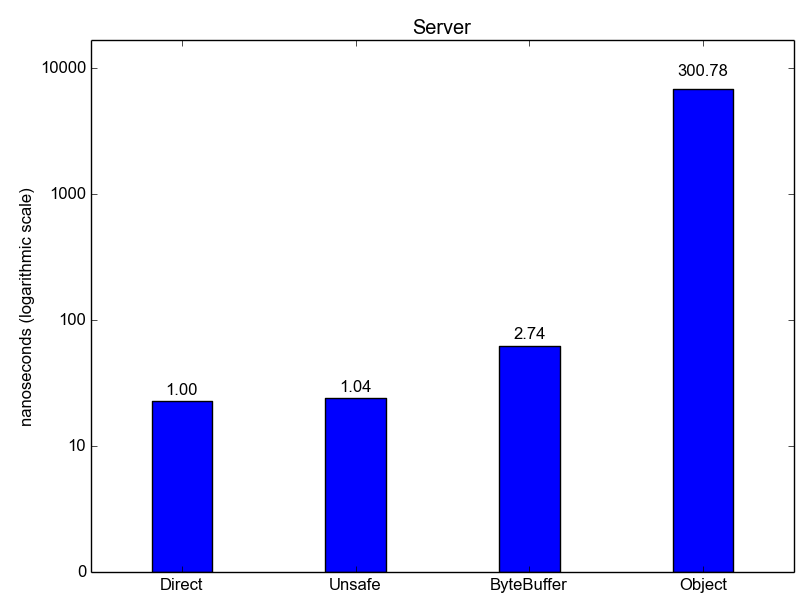 Server
10000
1000
100
10
0
nanoseconds (logarithmic scale)
1.00
1.04
2.74
300.78
Direct
Unsafe
ByteBuffer
Object